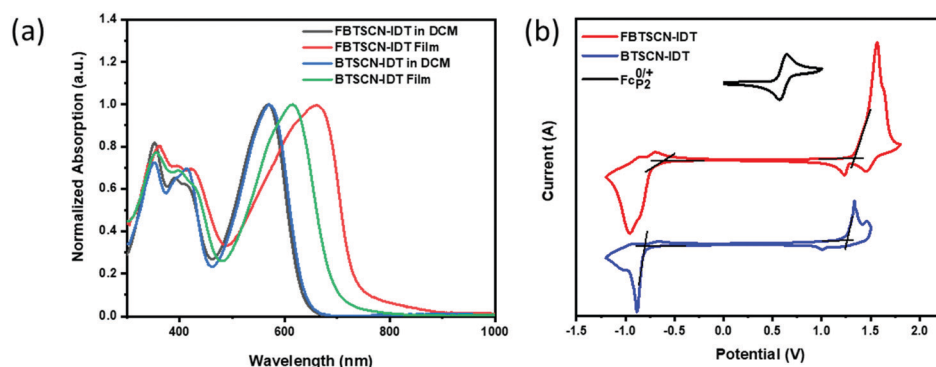 (a)
FBTSCN-IDT in DCM
FBTSCN-IDT Film
BTSCN-IDT in DCM
BTSCN-IDT Film
Normalized Absorption (a.u.)
1.4
1.2
1.0
0.8
0.6
0.4
0.2
0.0
400 600 800 1000
Wavelength (nm)
(b)
FBTSCN-IDT
BTSCN-IDT
Fc0/+P2
Current (A)
-1.5 -1.0 -0.5 0.0 0.5 1.0 1.5 2.0
Potential (V)